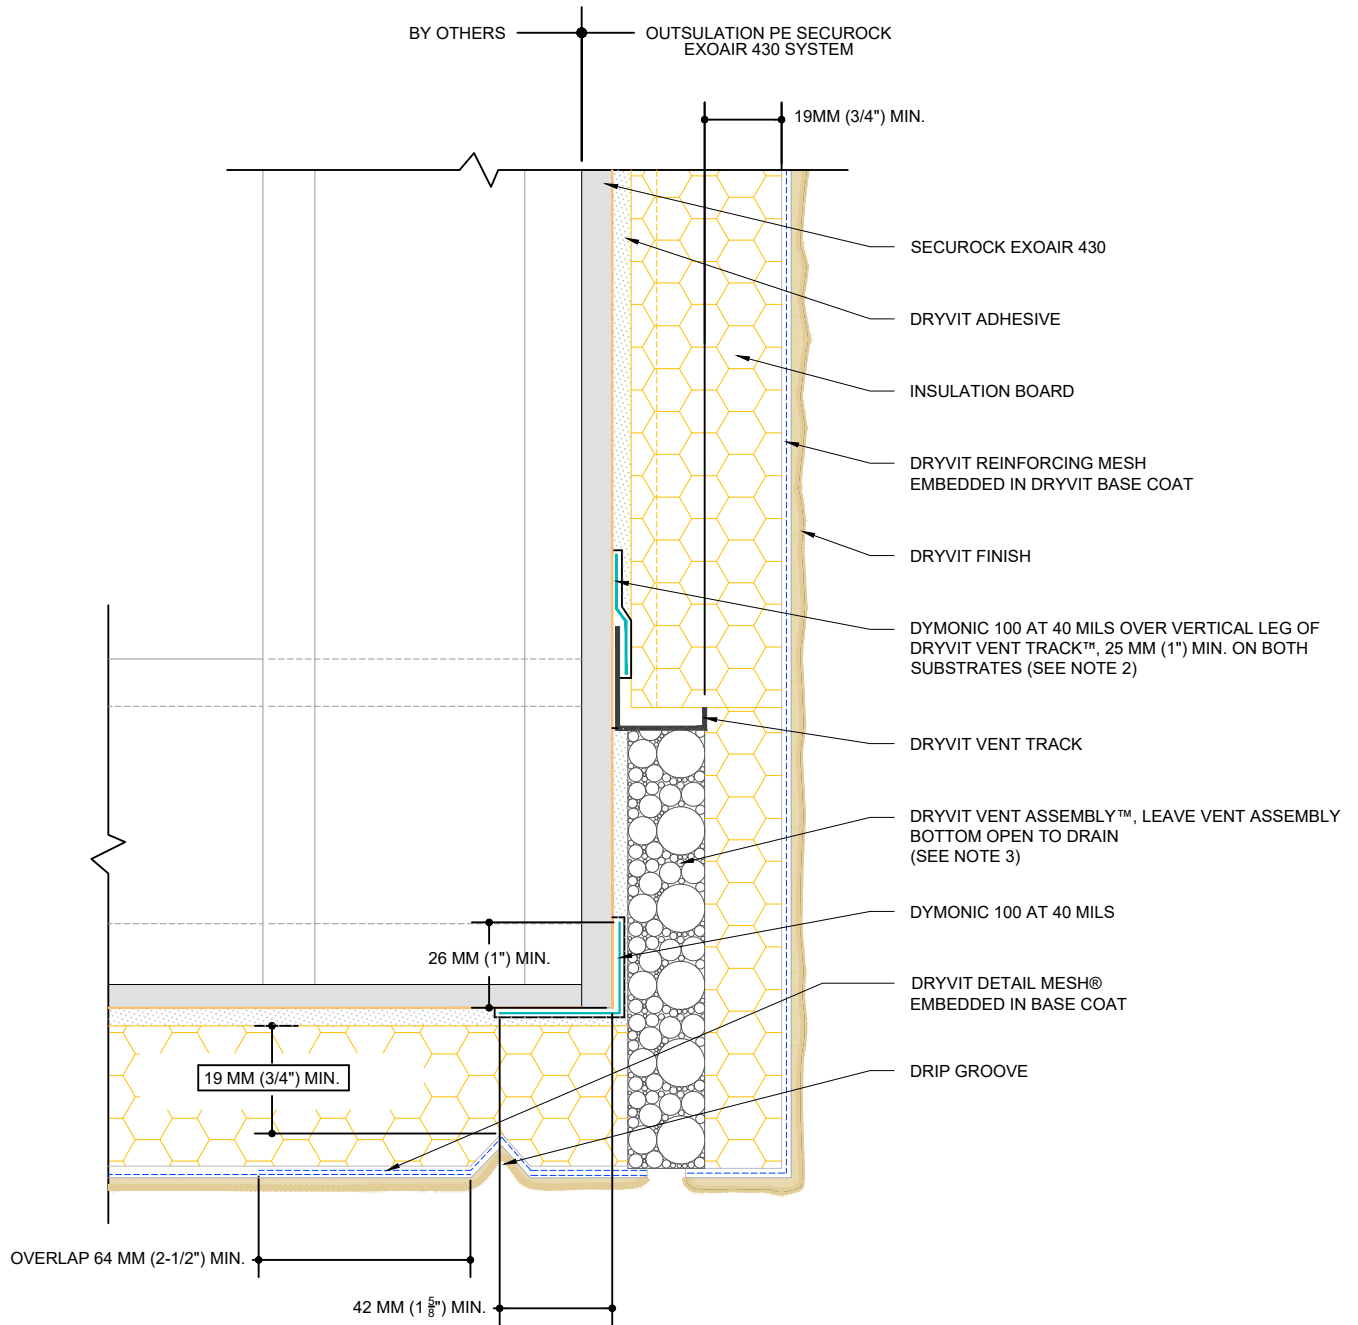 BY OTHERS
OUTSULATION PE SECUROCK
EXOAIR 430 SYSTEM
19MM (3/4") MIN.
SECUROCK EXOAIR 430
DRYVIT ADHESIVE
INSULATION BOARD
DRYVIT REINFORCING MESH
EMBEDDED IN DRYVIT BASE COAT
DRYVIT FINISH
DYMONIC 100 AT 40 MILS OVER VERTICAL LEG OF
DRYVIT VENT TRACK™, 25 MM (1") MIN. ON BOTH
SUBSTRATES (SEE NOTE 2)
DRYVIT VENT TRACK
DRYVIT VENT ASSEMBLY™, LEAVE VENT ASSEMBLY
BOTTOM OPEN TO DRAIN
(SEE NOTE 3)
DYMONIC 100 AT 40 MILS
26 MM (1") MIN.
DRYVIT DETAIL MESH®
EMBEDDED IN BASE COAT
19 MM (3/4") MIN.
DRIP GROOVE
OVERLAP 64 MM (2-1/2") MIN.
42 MM (1 5/8") MIN.